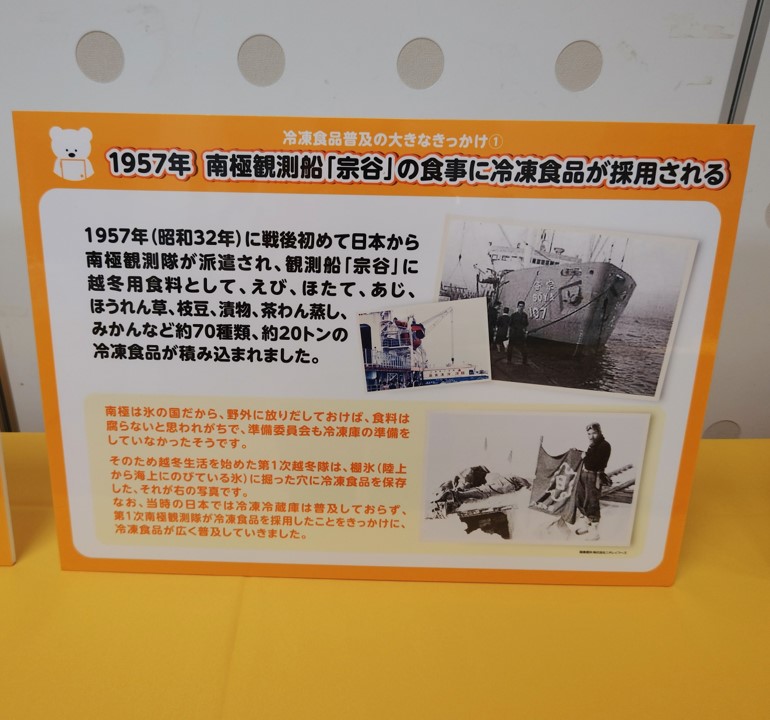 冷凍食品普及の大きなきっかけ①
1957年 南極観測船「宗谷」の食事に冷凍食品が採用される
1957年(昭和32年)に戦後初めて日本から
南極観測隊が派遣され、観測船「宗谷」に
越冬用食料として、えび、ほたて、あじ、
ほうれん草、枝豆、漬物、茶わん蒸し、
みかんなど約70種類、約20トンの
冷凍食品が積み込まれました。
宗谷
SOYA
107
南極は氷の国だから、野外に放りだしておけば、食料は
腐らないと思われがちで、準備委員会も冷凍庫の準備を
していなかったそうです。
そのため越冬生活を始めた第1次越冬隊は、棚氷(陸上
から海上にのびている氷)に掘った穴に冷凍食品を保存
した、それが右の写真です。
なお、当時の日本では冷凍冷蔵庫は普及しておらず、
第1次南極観測隊が冷凍食品を採用したことをきっかけに、
冷凍食品が広く普及していきました。